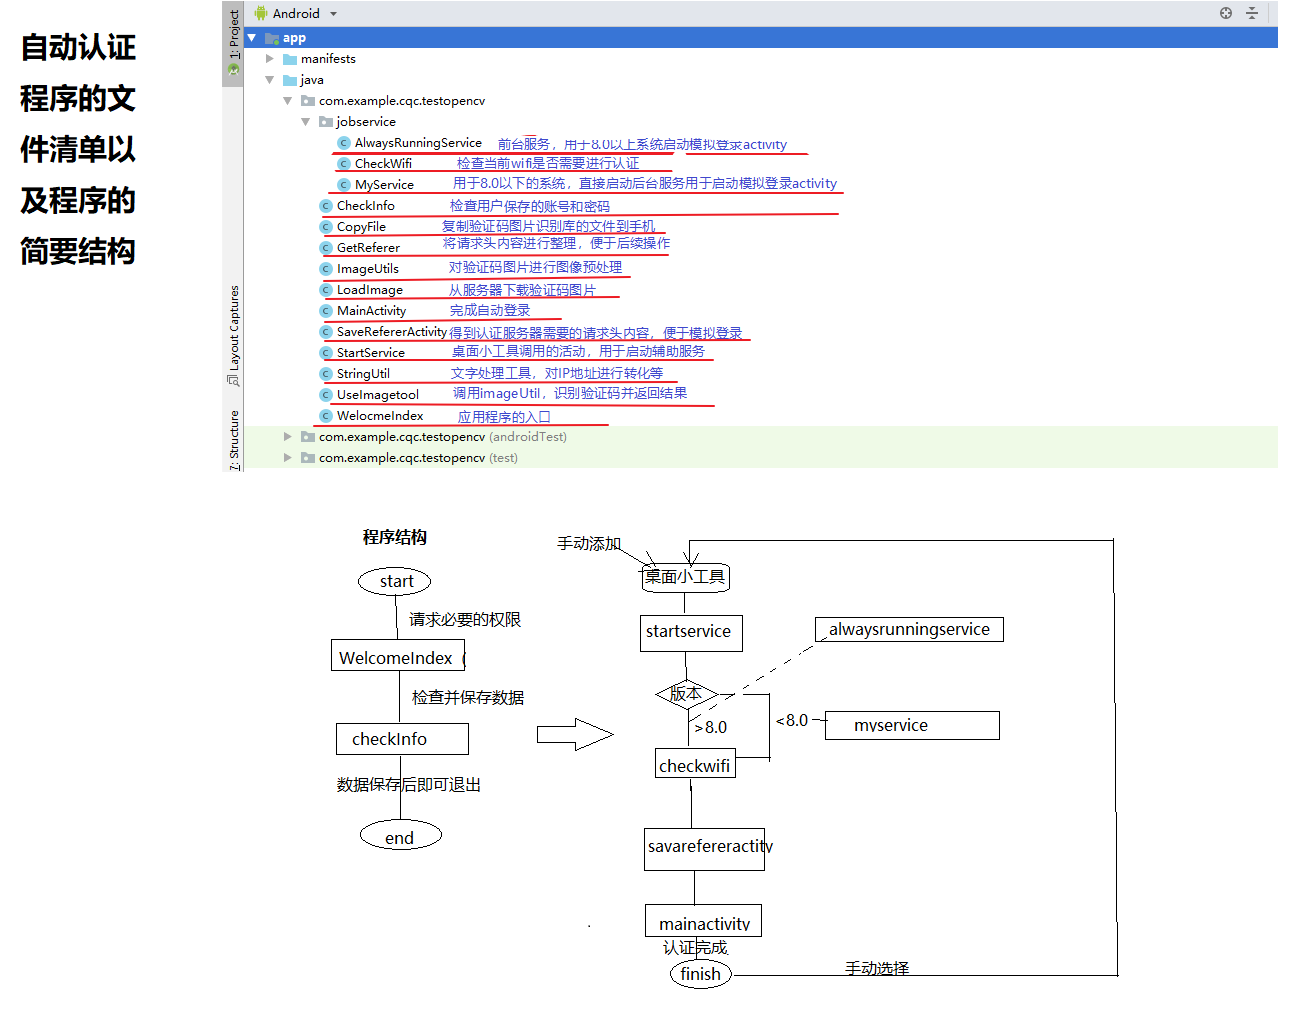 自动认证
程序的文
件清单以
及程序的
简要结构
1: Project
Layout Captures
7: Structure
Android
app
manifests
java
com.example.cqc.testopencv
jobservice
AlwaysRunningService 前台服务，用于8.0以上系统启动模拟登录activity
CheckWifi 检查当前wifi是否需要进行认证
MyService 用于8.0以下的系统，直接启动后台服务用于启动模拟登录activity
CheckInfo 检查用户保存的账号和密码
CopyFile 复制验证码图片识别库的文件到手机
GetReferer 将请求头内容进行整理，便于后续操作
ImageUtils 对验证码图片进行图像预处理
LoadImage 从服务器下载验证码图片
MainActivity 完成自动登录
SaveRefererActivity 得到认证服务器需要的请求头内容，便于模拟登录
StartService 桌面小工具调用的活动，用于启动辅助服务
StringUtil 文字处理工具，对IP地址进行转化等
UseImagetool 调用imageUtil，识别验证码并返回结果
WelocmeIndex 应用程序的入口
com.example.cqc.testopencv (androidTest)
com.example.cqc.testopencv (test)
程序结构
start
请求必要的权限
WelcomeIndex (
检查并保存数据
checkInfo
数据保存后即可退出
end
手动添加
桌面小工具
startservice
alwaysrunningservice
版本
>8.0
<8.0
myservice
checkwifi
savarefereractity
mainactivity
认证完成
finish
手动选择